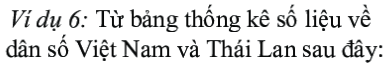 Ví dụ 6: Từ bảng thống kê số liệu về
dân số Việt Nam và Thái Lan sau đây: